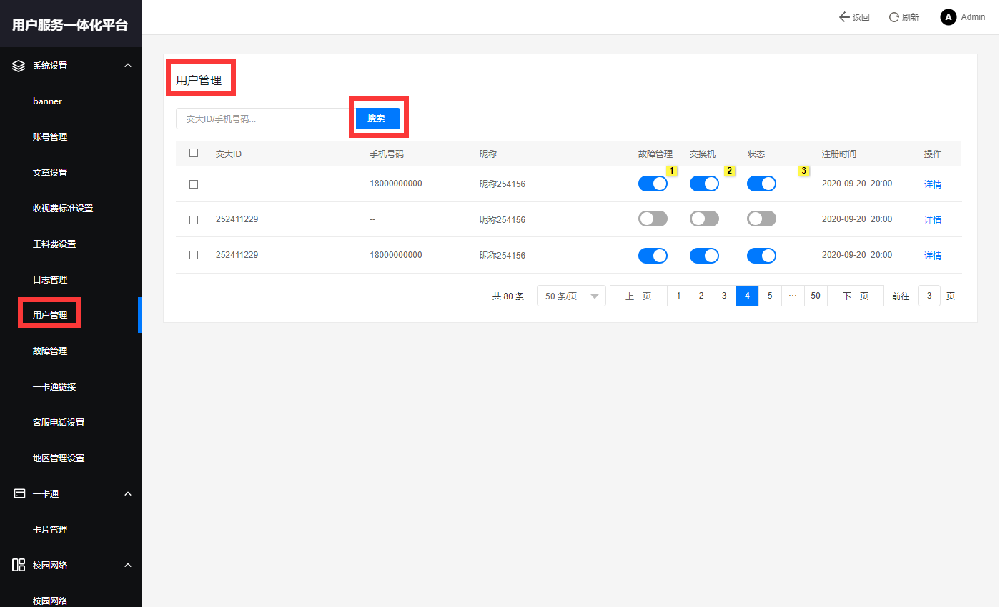 用户服务一体化平台
返回
刷新
A
Admin
系统设置
banner
账号管理
文章设置
收视费标准设置
工料费设置
日志管理
用户管理
故障管理
一卡通链接
客服电话设置
地区管理设置
一卡通
卡片管理
校园网络
校园网络
用户管理
交大ID/手机号码... 搜索
交大ID 手机号码 昵称 故障管理 交换机 状态 注册时间 操作
1 2 3
-- 18000000000 昵称254156 2020-09-20 20:00 详情
252411229 -- 昵称254156 2020-09-20 20:00 详情
252411229 18000000000 昵称254156 2020-09-20 20:00 详情
共 80 条 50 条/页 上一页 1 2 3 4 5 ··· 50 下一页 前往 3 页